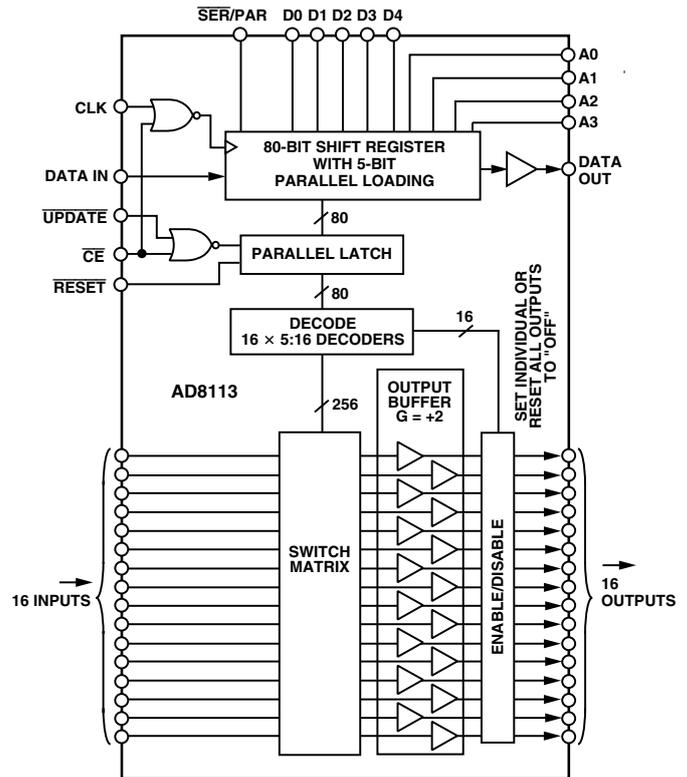 SER/PAR D0 D1 D2 D3 D4
A0
A1
A2
A3
CLK
80-BIT SHIFT REGISTER
WITH 5-BIT
PARALLEL LOADING
DATA IN
DATA
OUT
80
UPDATE
PARALLEL LATCH
CE
RESET
80
DECODE
16 × 5:16 DECODERS
16
SET INDIVIDUAL OR
RESET ALL OUTPUTS
TO "OFF"
AD8113
256
OUTPUT
BUFFER
G = +2
SWITCH
MATRIX
ENABLE/DISABLE
16 INPUTS
16
OUTPUTS